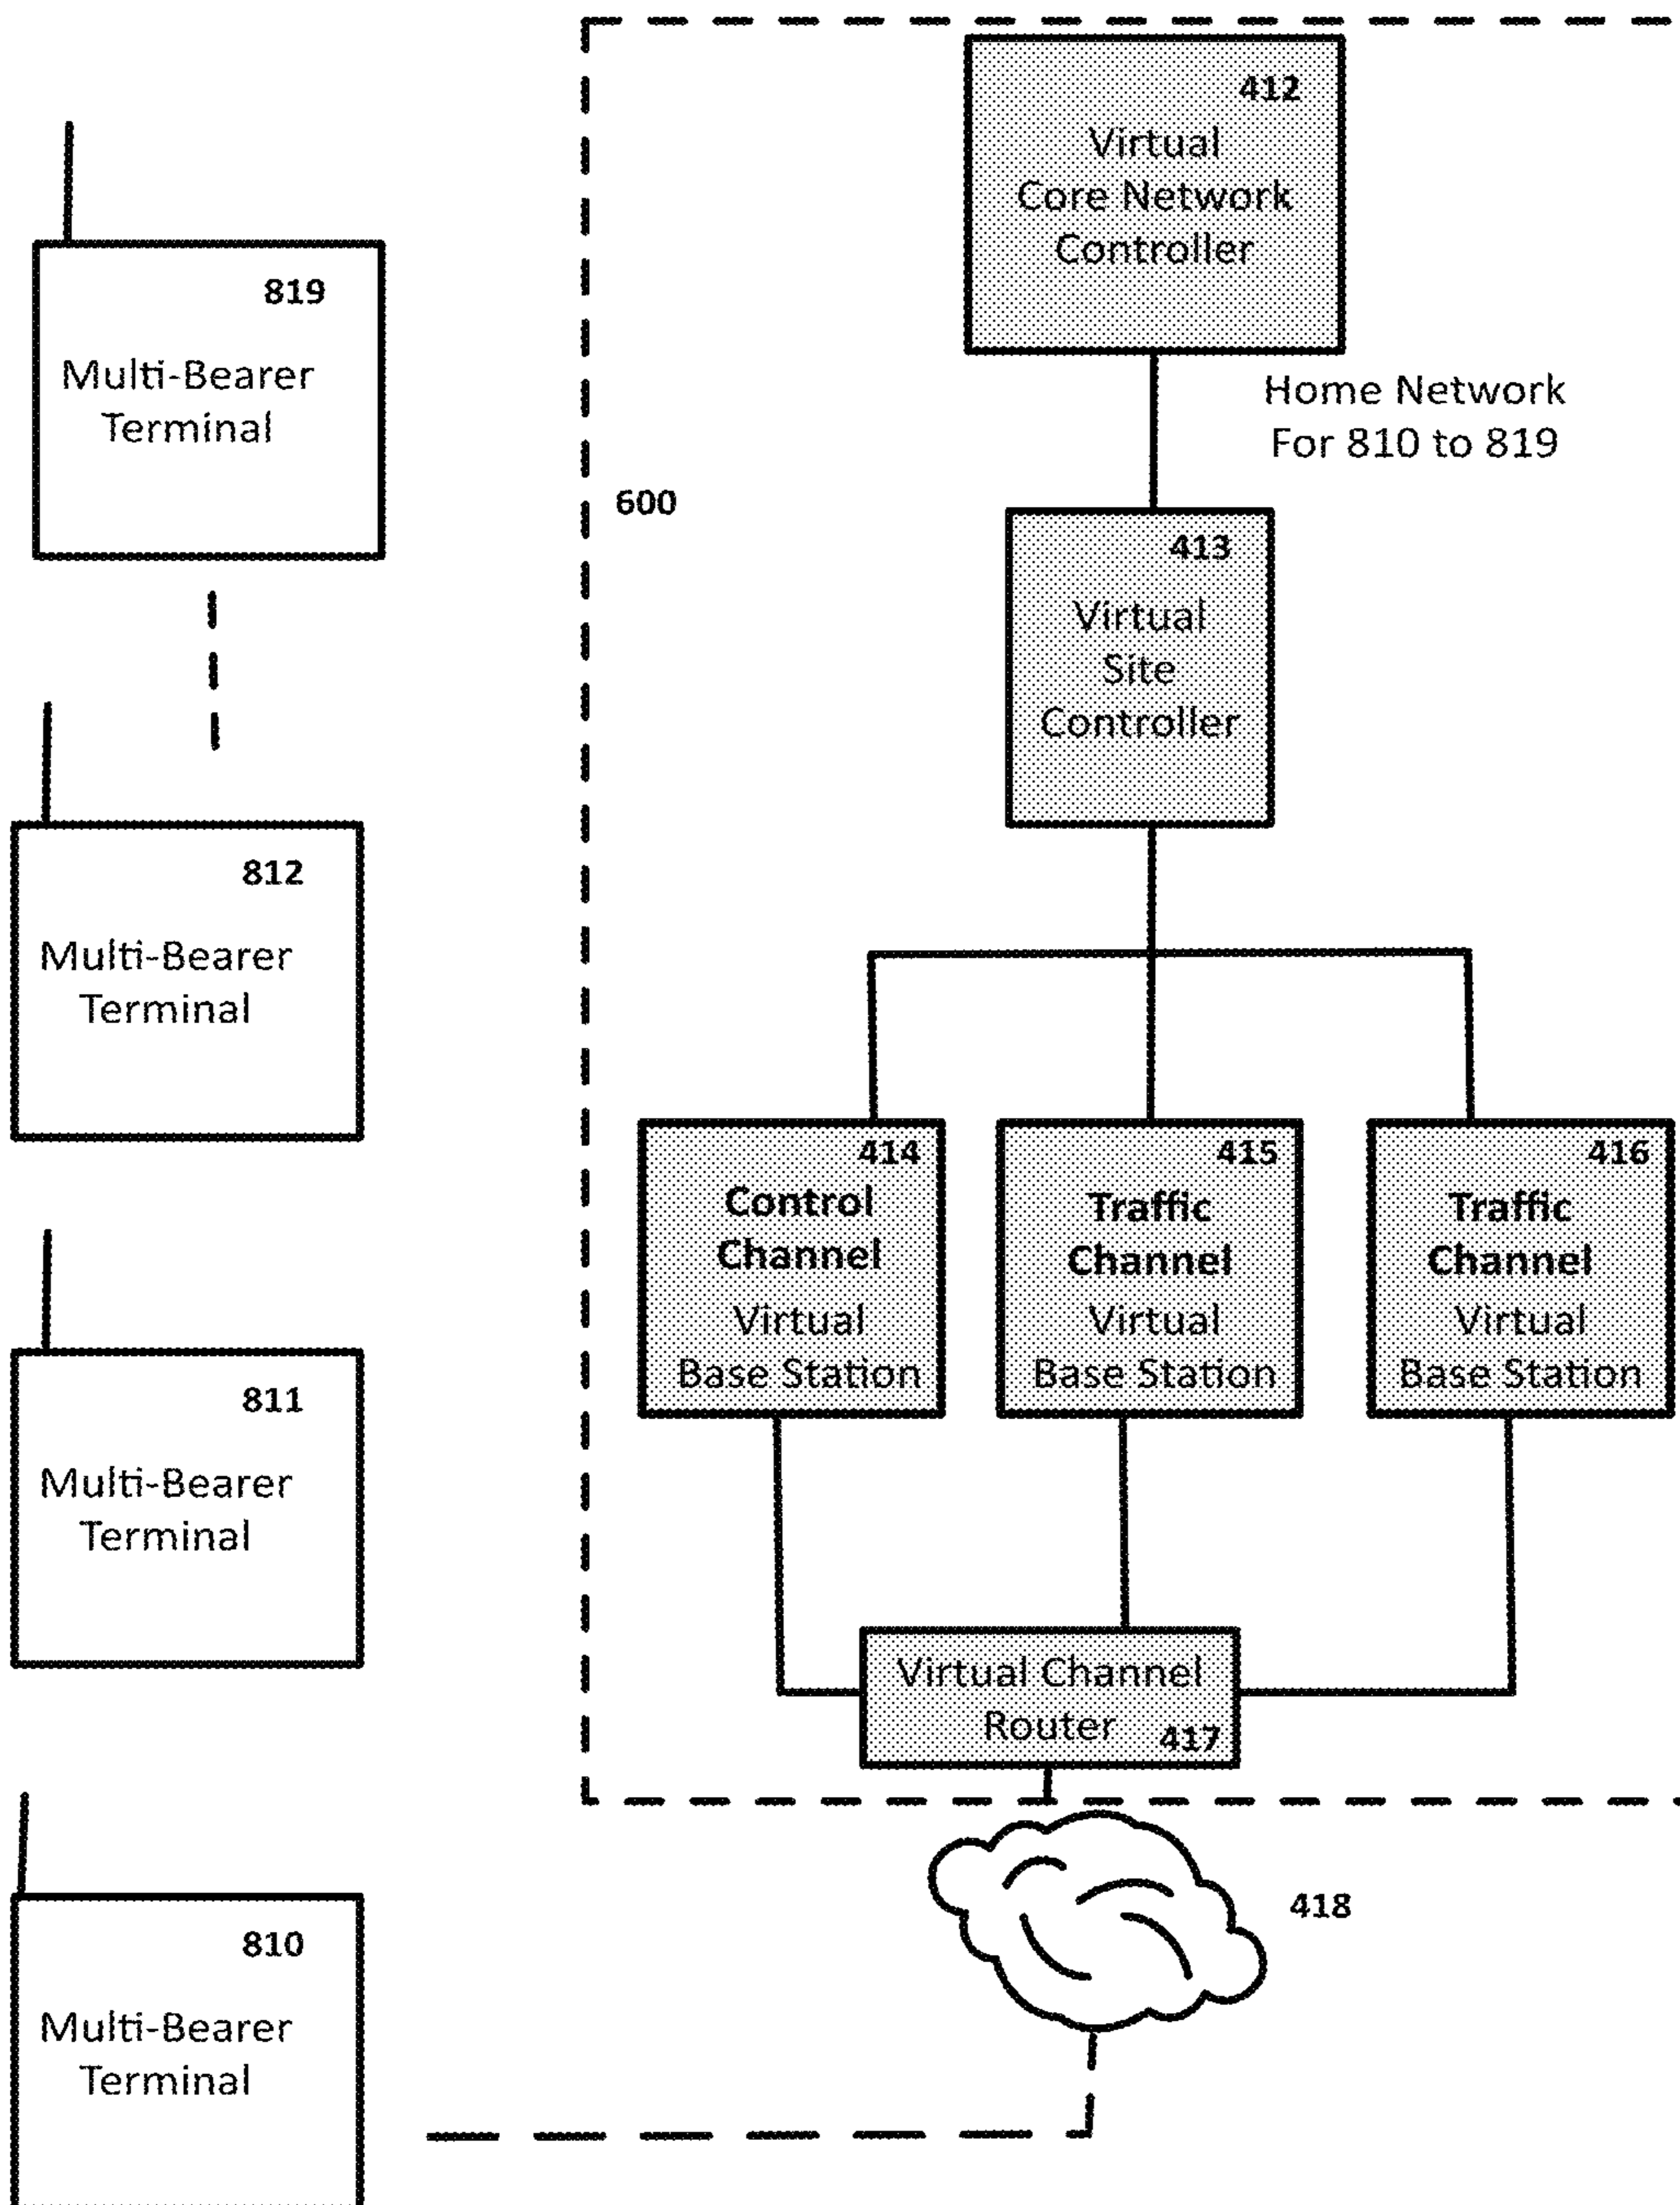 819
Multi-Bearer
Terminal
812
Multi-Bearer
Terminal
811
Multi-Bearer
Terminal
810
Multi-Bearer
Terminal
600
412
Virtual
Core Network
Controller
Home Network
For 810 to 819
413
Virtual
Site
Controller
414
Control
Channel
Virtual
Base Station
415
Traffic
Channel
Virtual
Base Station
416
Traffic
Channel
Virtual
Base Station
Virtual Channel
Router
417
418